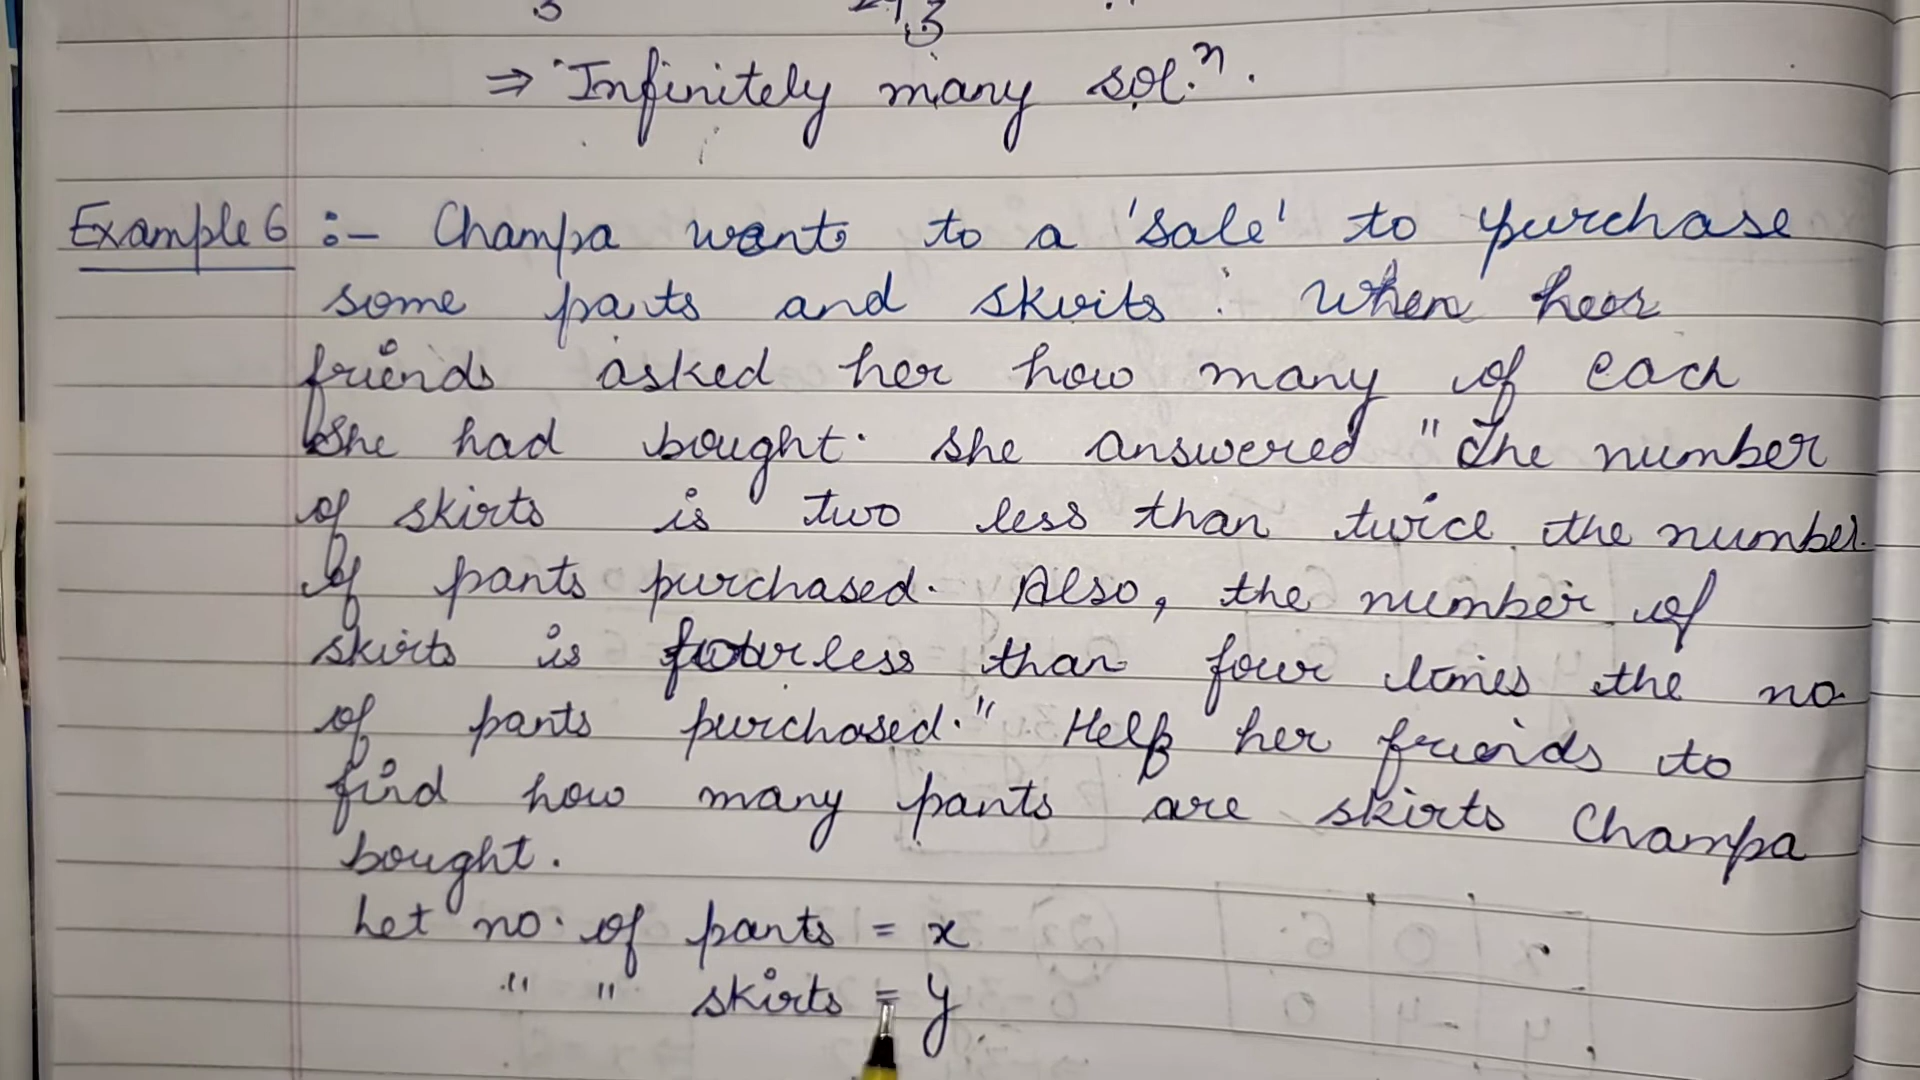 3 3
⇒ Infinitely many sol.ⁿ.
Example 6 :- Champa wants to a 'sale' to purchase
some pants and skirts. When her
friends asked her how many of each
she had bought. she answered "The number
of skirts is two less than twice the number
of pants purchased. Also, the number of
skirts is four less than four times the no.
of pants purchased." Help her friends to
find how many pants are skirts Champa
bought.
Let no. of pants = x
" " skirts = y